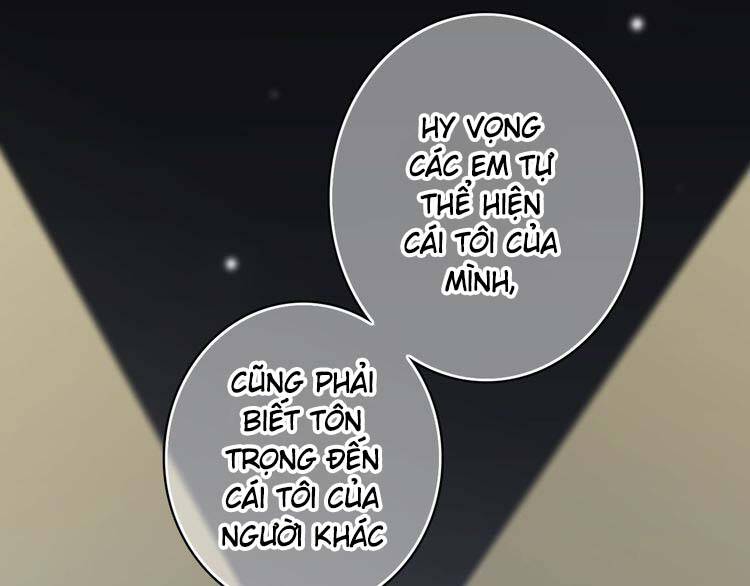 HY VỌNG
CÁC EM TỰ
THỂ HIỆN
CÁI TÔI CỦA
MÌNH,
CŨNG PHẢI
BIẾT TÔN
TRỌNG ĐẾN
CÁI TÔI CỦA
NGƯỜI KHÁC